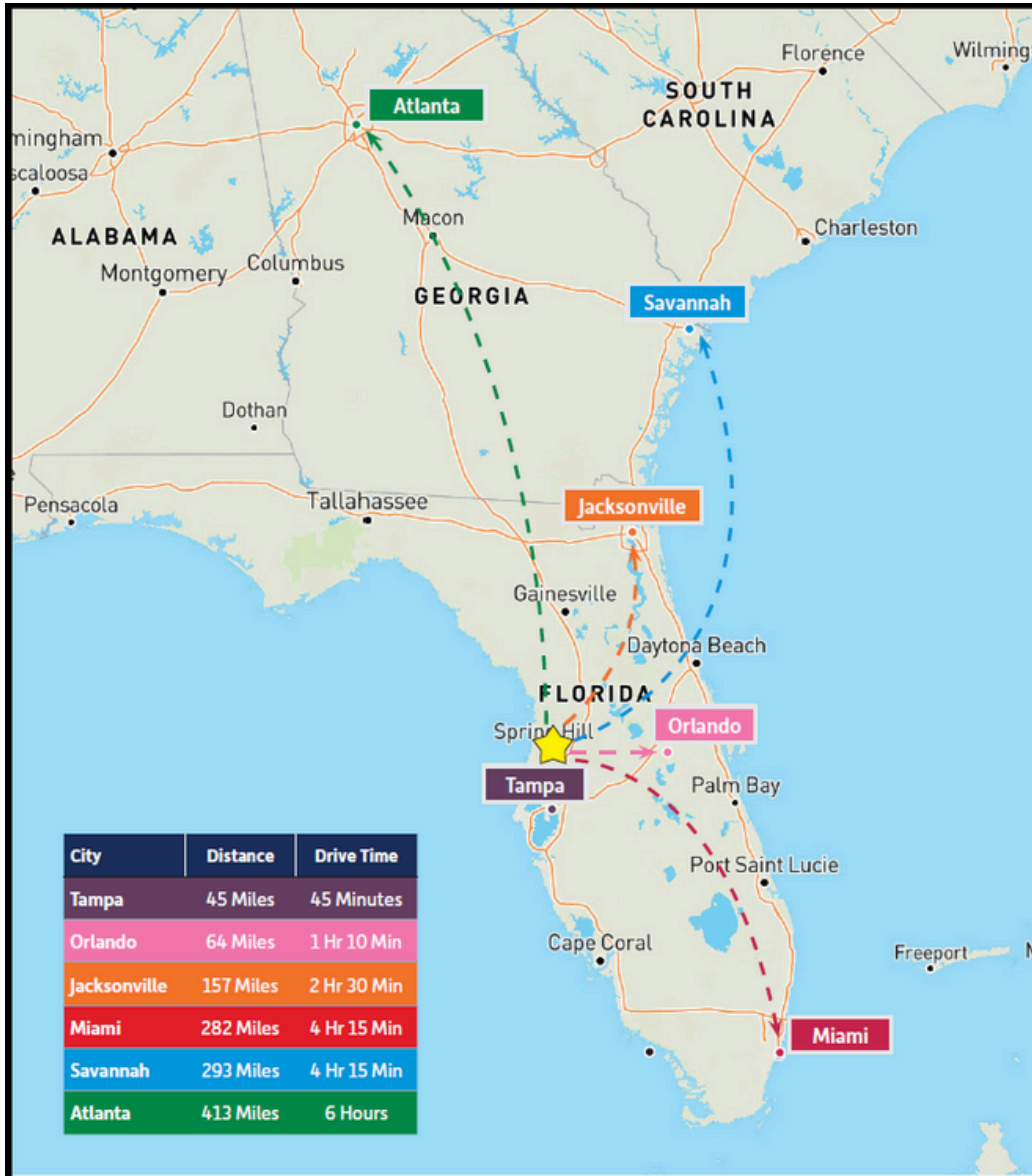 Florence
Wilming
SOUTH
CAROLINA
Atlanta
mingham
scaloosa
Macon
Charleston
ALABAMA
Columbus
Montgomery
GEORGIA
Savannah
Dothan
Pensacola
Tallahassee
Jacksonville
Gainesville
Daytona Beach
FLORIDA
Spring Hill
Orlando
Tampa
Palm Bay
Port Saint Lucie
Cape Coral
Freeport
Miami
City Distance Drive Time
Tampa 45 Miles 45 Minutes
Orlando 64 Miles 1 Hr 10 Min
Jacksonville 157 Miles 2 Hr 30 Min
Miami 282 Miles 4 Hr 15 Min
Savannah 293 Miles 4 Hr 15 Min
Atlanta 413 Miles 6 Hours